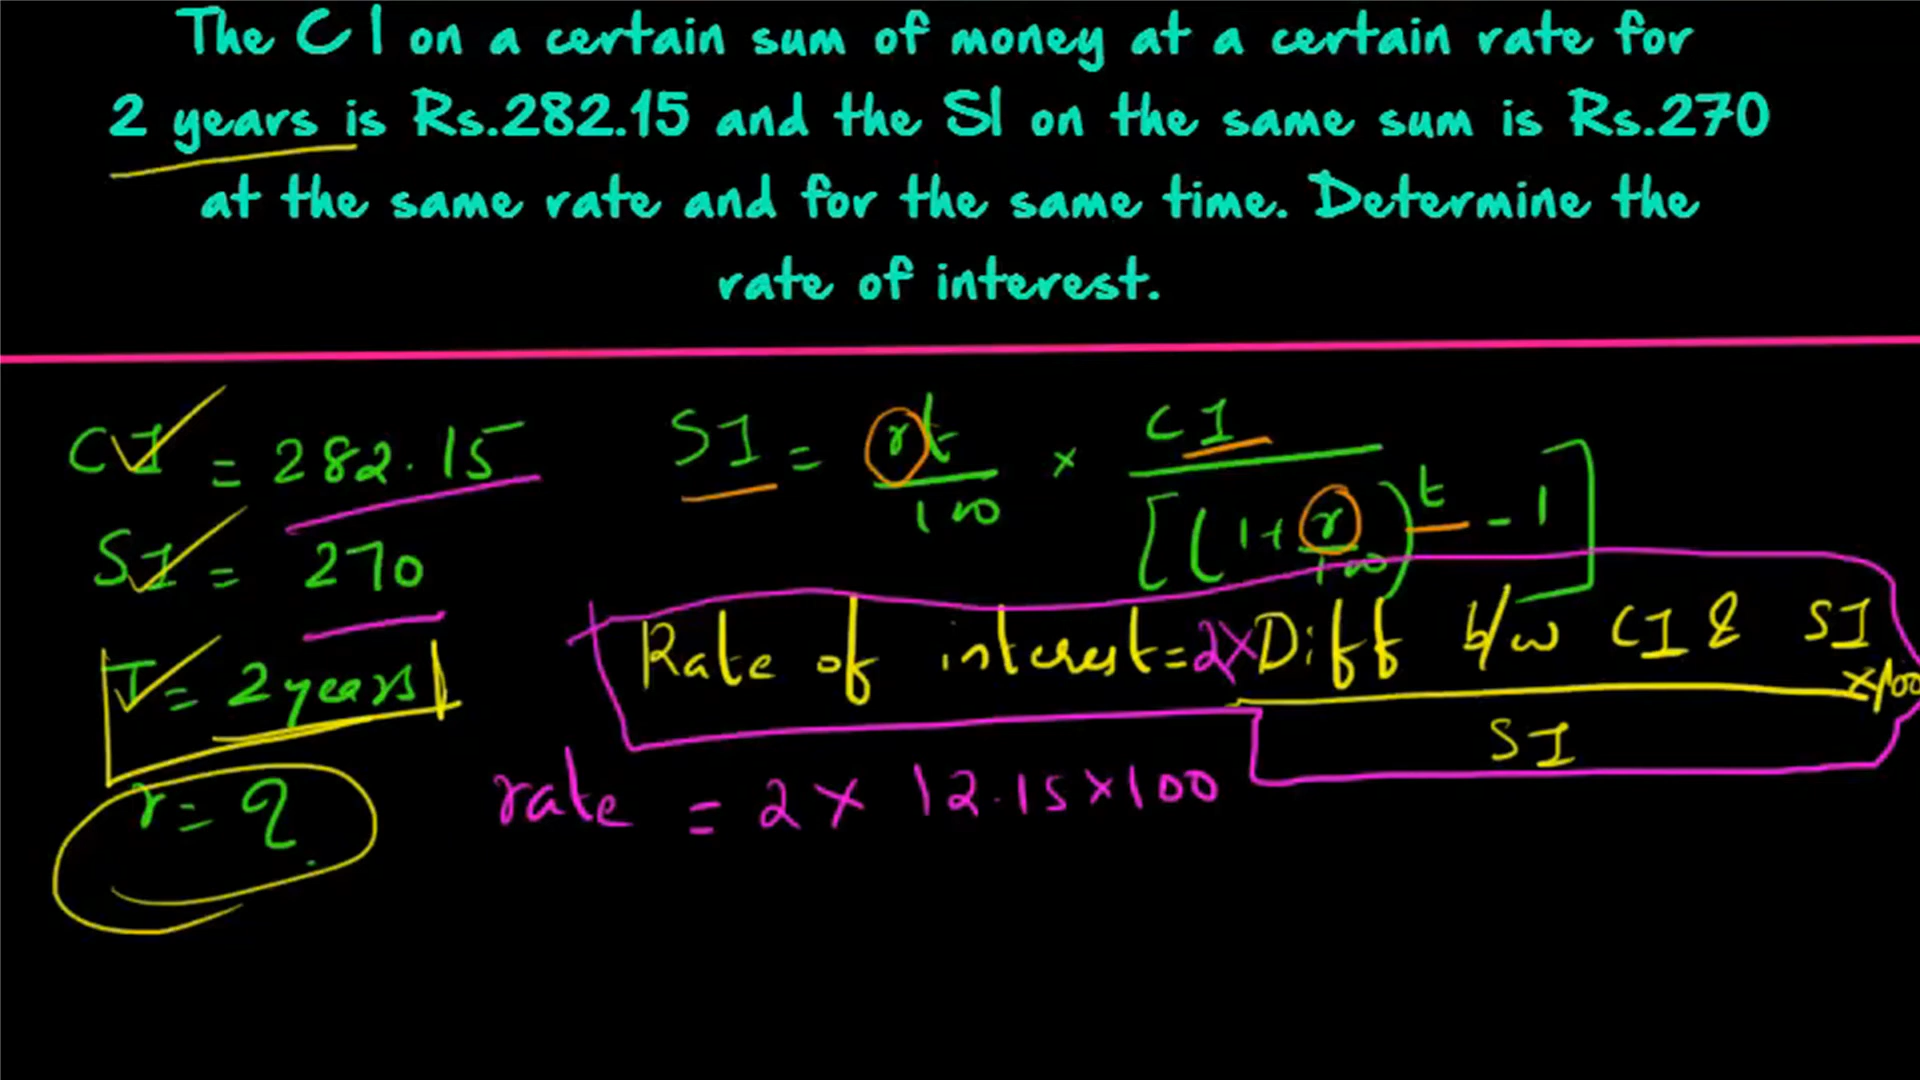 The CI on a certain sum of money at a certain rate for
2 years is Rs.282.15 and the SI on the same sum is Rs.270
at the same rate and for the same time. Determine the
rate of interest.
CI = 282.15
SI = 270
T = 2 years
r = ?
SI = rt/100 × CI/[(1+r/100)^t - 1]
Rate of interest = 2× Diff b/w CI & SI / SI ×100
rate = 2 × 12.15 × 100